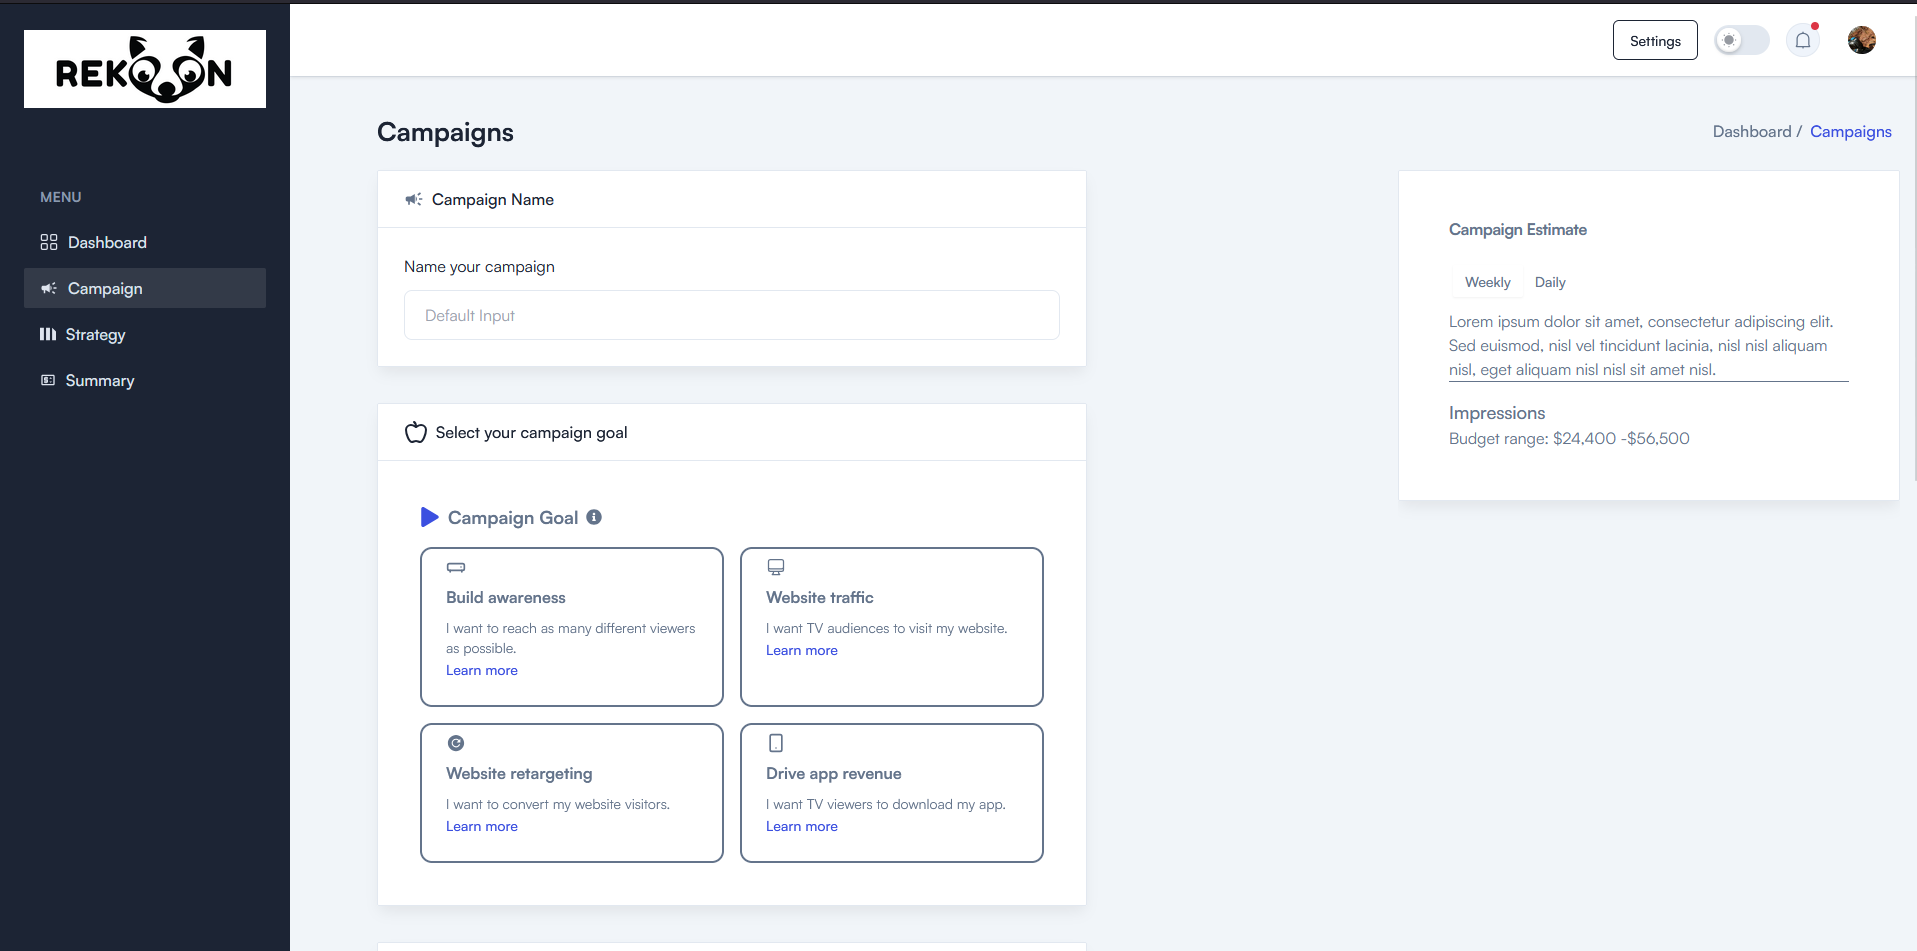 REKOON
Settings
MENU
Dashboard
Campaign
Strategy
Summary
Campaigns
Dashboard / Campaigns
Campaign Name
Name your campaign
Default Input
Select your campaign goal
Campaign Goal
Build awareness
I want to reach as many different viewers
as possible.
Learn more
Website traffic
I want TV audiences to visit my website.
Learn more
Website retargeting
I want to convert my website visitors.
Learn more
Drive app revenue
I want TV viewers to download my app.
Learn more
Campaign Estimate
Weekly Daily
Lorem ipsum dolor sit amet, consectetur adipiscing elit.
Sed euismod, nisl vel tincidunt lacinia, nisl nisl aliquam
nisl, eget aliquam nisl nisl sit amet nisl.
Impressions
Budget range: $24,400 -$56,500